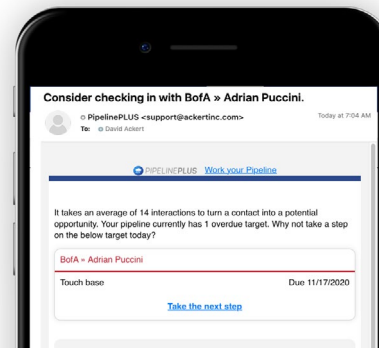 Consider checking in with BofA » Adrian Puccini.
PipelinePLUS <support@ackertinc.com>
Today at 7:04 AM
To: David Ackert
PIPELINEPLUS Work your Pipeline
It takes an average of 14 interactions to turn a contact into a potential
opportunity. Your pipeline currently has 1 overdue target. Why not take a step
on the below target today?
BofA » Adrian Puccini
Touch base Due 11/17/2020
Take the next step